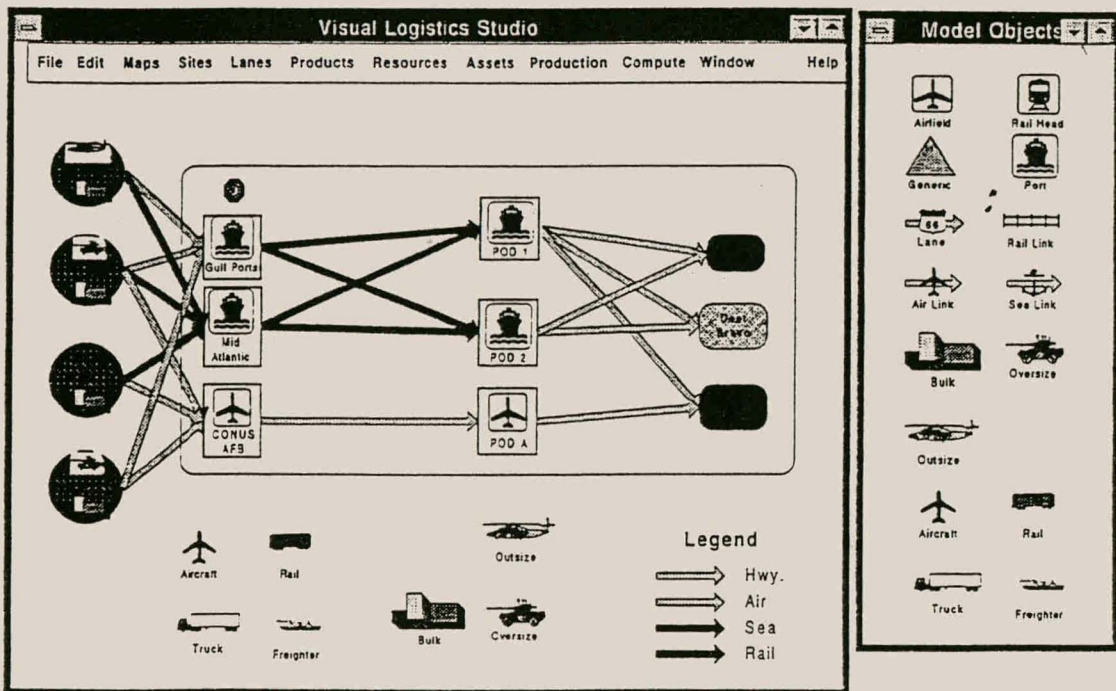 Visual Logistics Studio
File Edit Maps Sites Lanes Products Resources Assets Production Compute Window Help
Gulf Ports
Mid
Atlantic
CONUS
AFB
POD 1
POD 2
POD A
Dest
Bravo
Aircraft
Rail
Truck
Freighter
Outsize
Bulk
Oversize
Legend
Hwy.
Air
Sea
Rail
Model Objects
Airfield
Rail Head
Generic
Port
66
Lane
Rail Link
Air Link
Sea Link
Bulk
Oversize
Outsize
Aircraft
Rail
Truck
Freighter